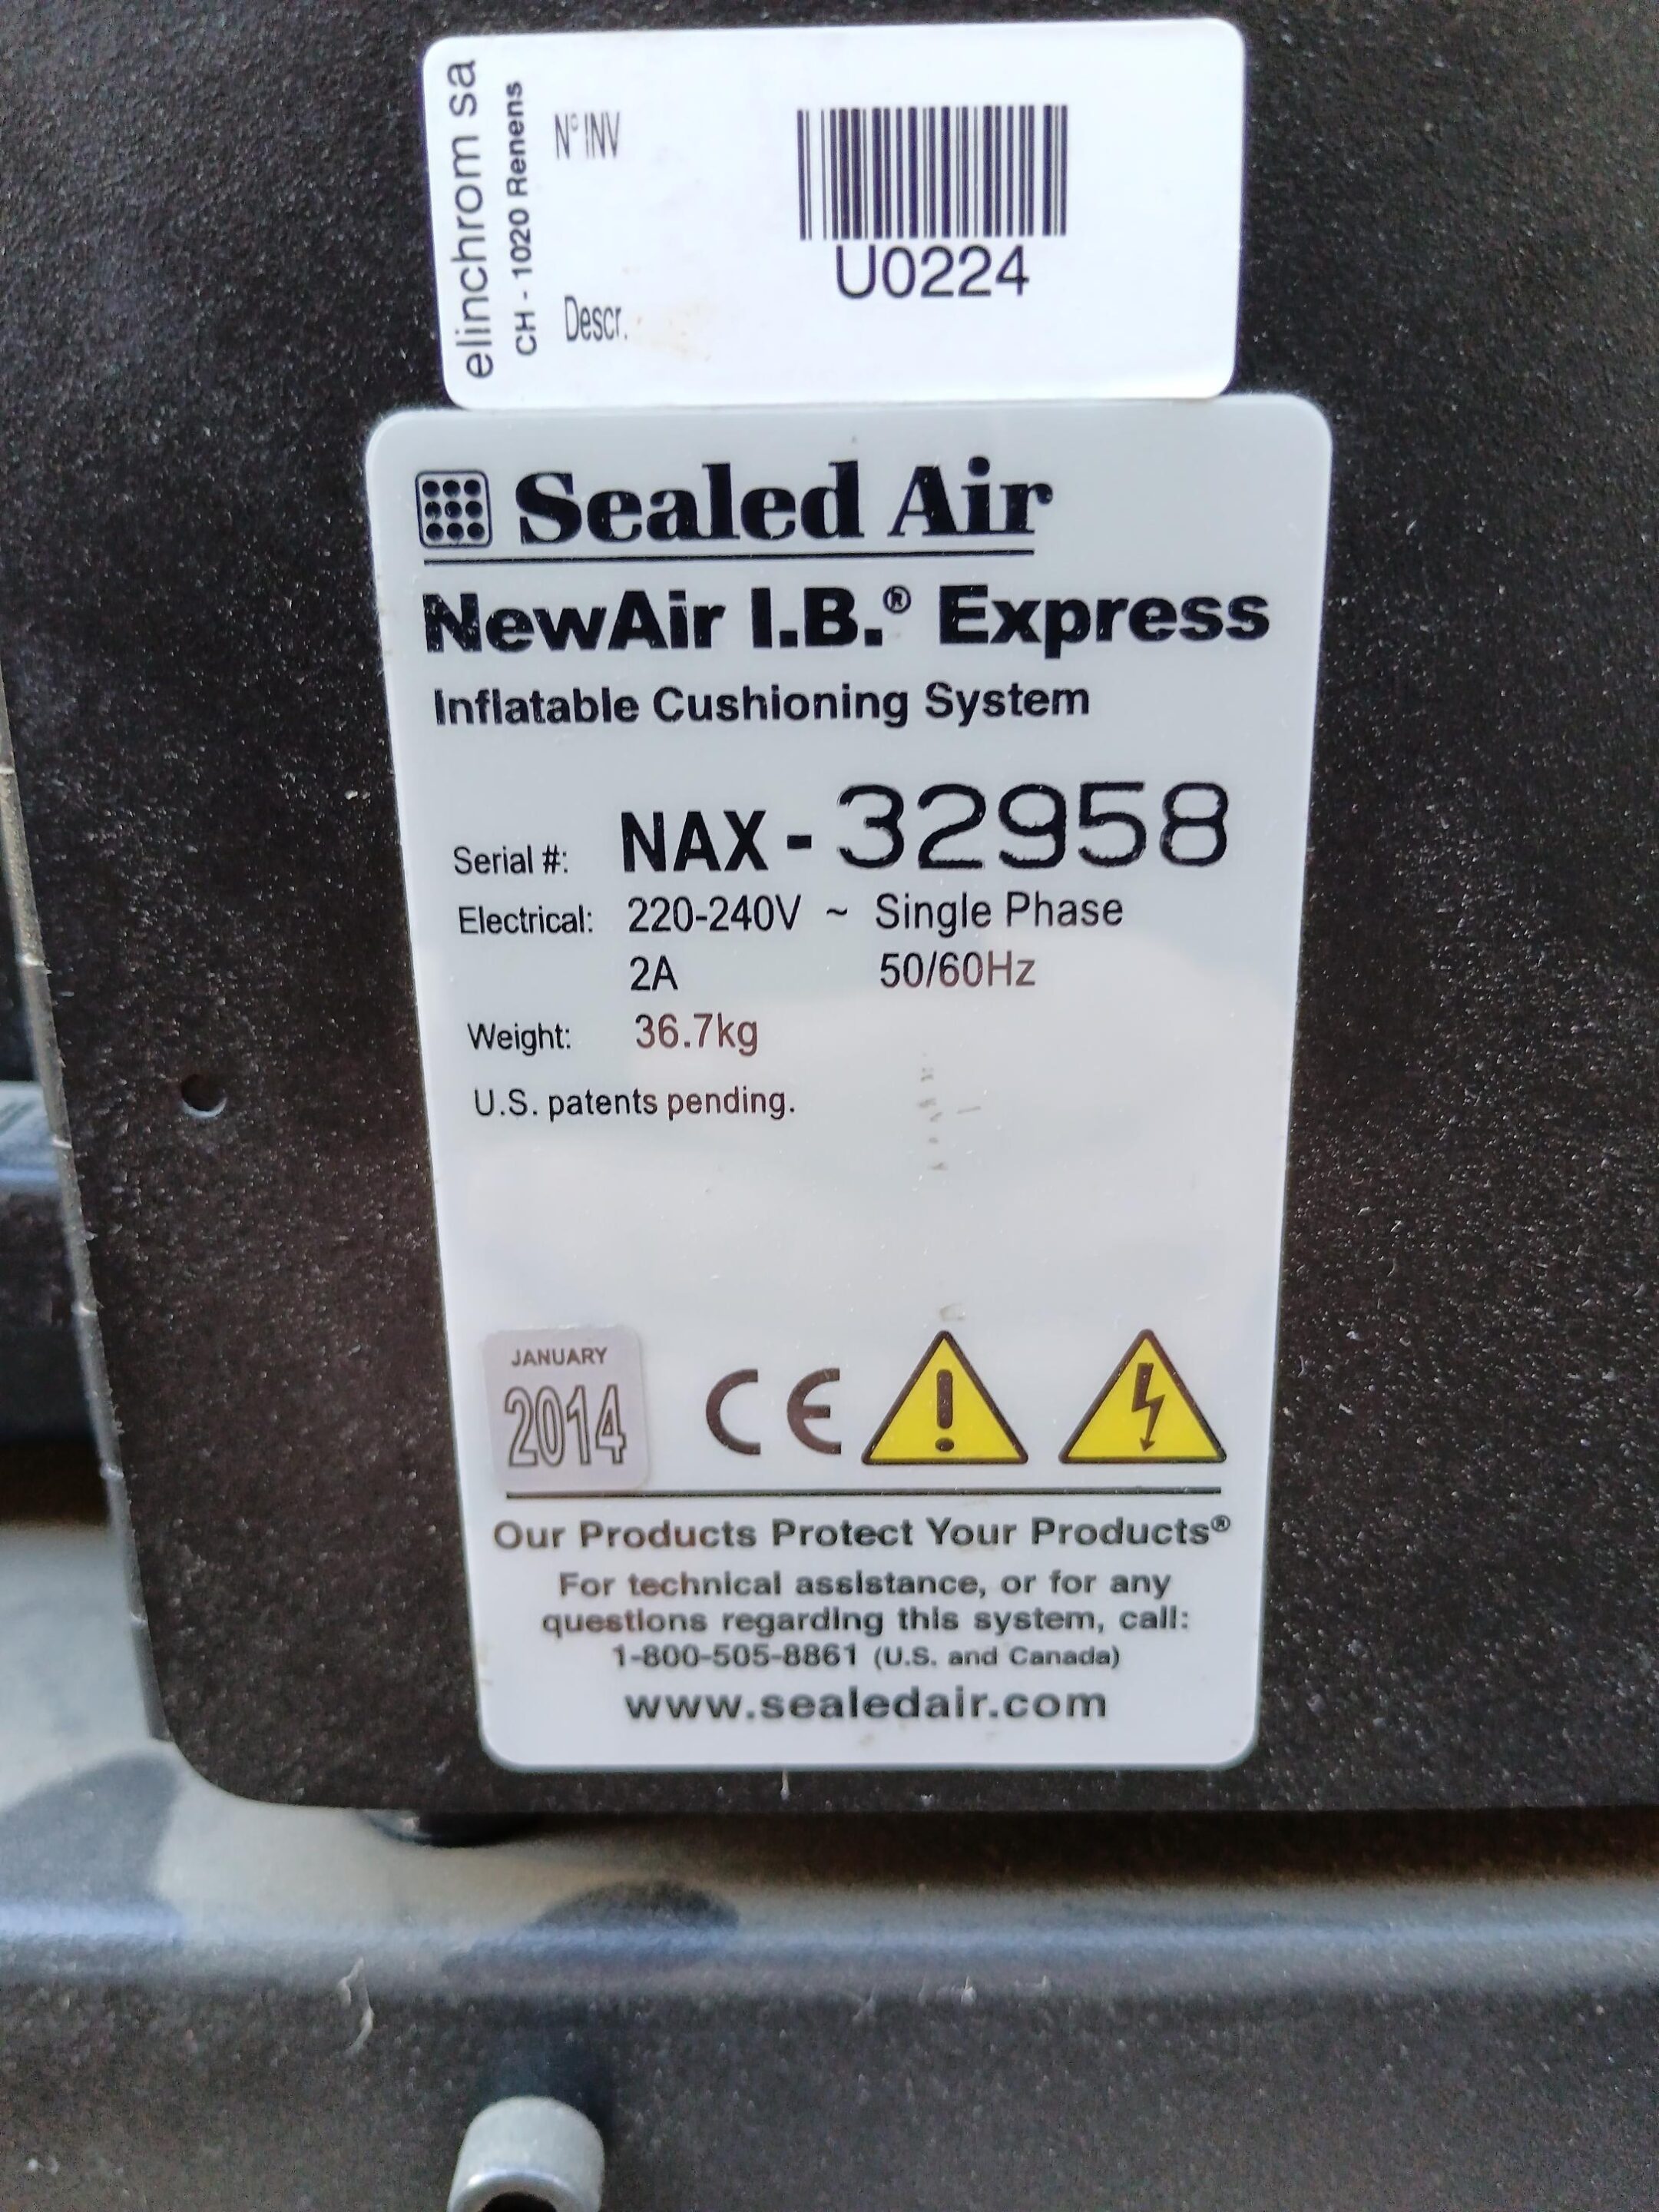 elinchrom sa
CH - 1020 Renens
N° INV
U0224
Descr.
Sealed Air
NewAir I.B.® Express
Inflatable Cushioning System
Serial #: NAX - 32958
Electrical: 220-240V ~ Single Phase
2A 50/60Hz
Weight: 36.7kg
U.S. patents pending.
JANUARY
2014
CE
Our Products Protect Your Products®
For technical assistance, or for any
questions regarding this system, call:
1-800-505-8861 (U.S. and Canada)
www.sealedair.com